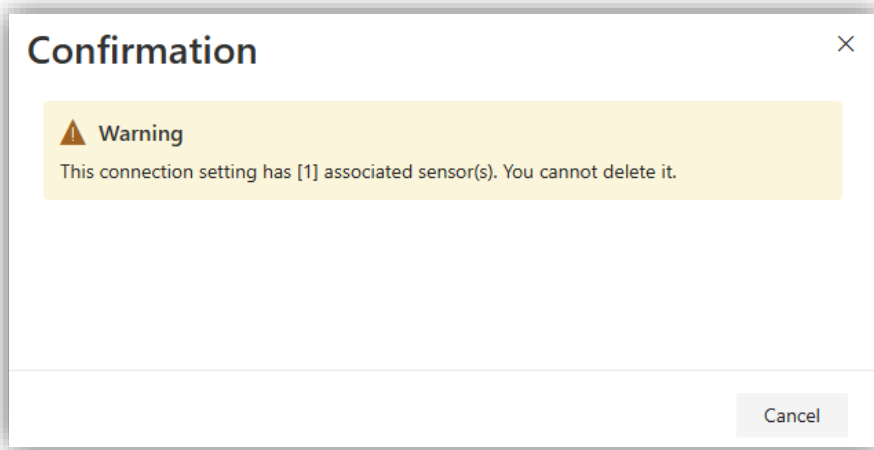 Confirmation
Warning
This connection setting has [1] associated sensor(s). You cannot delete it.
Cancel